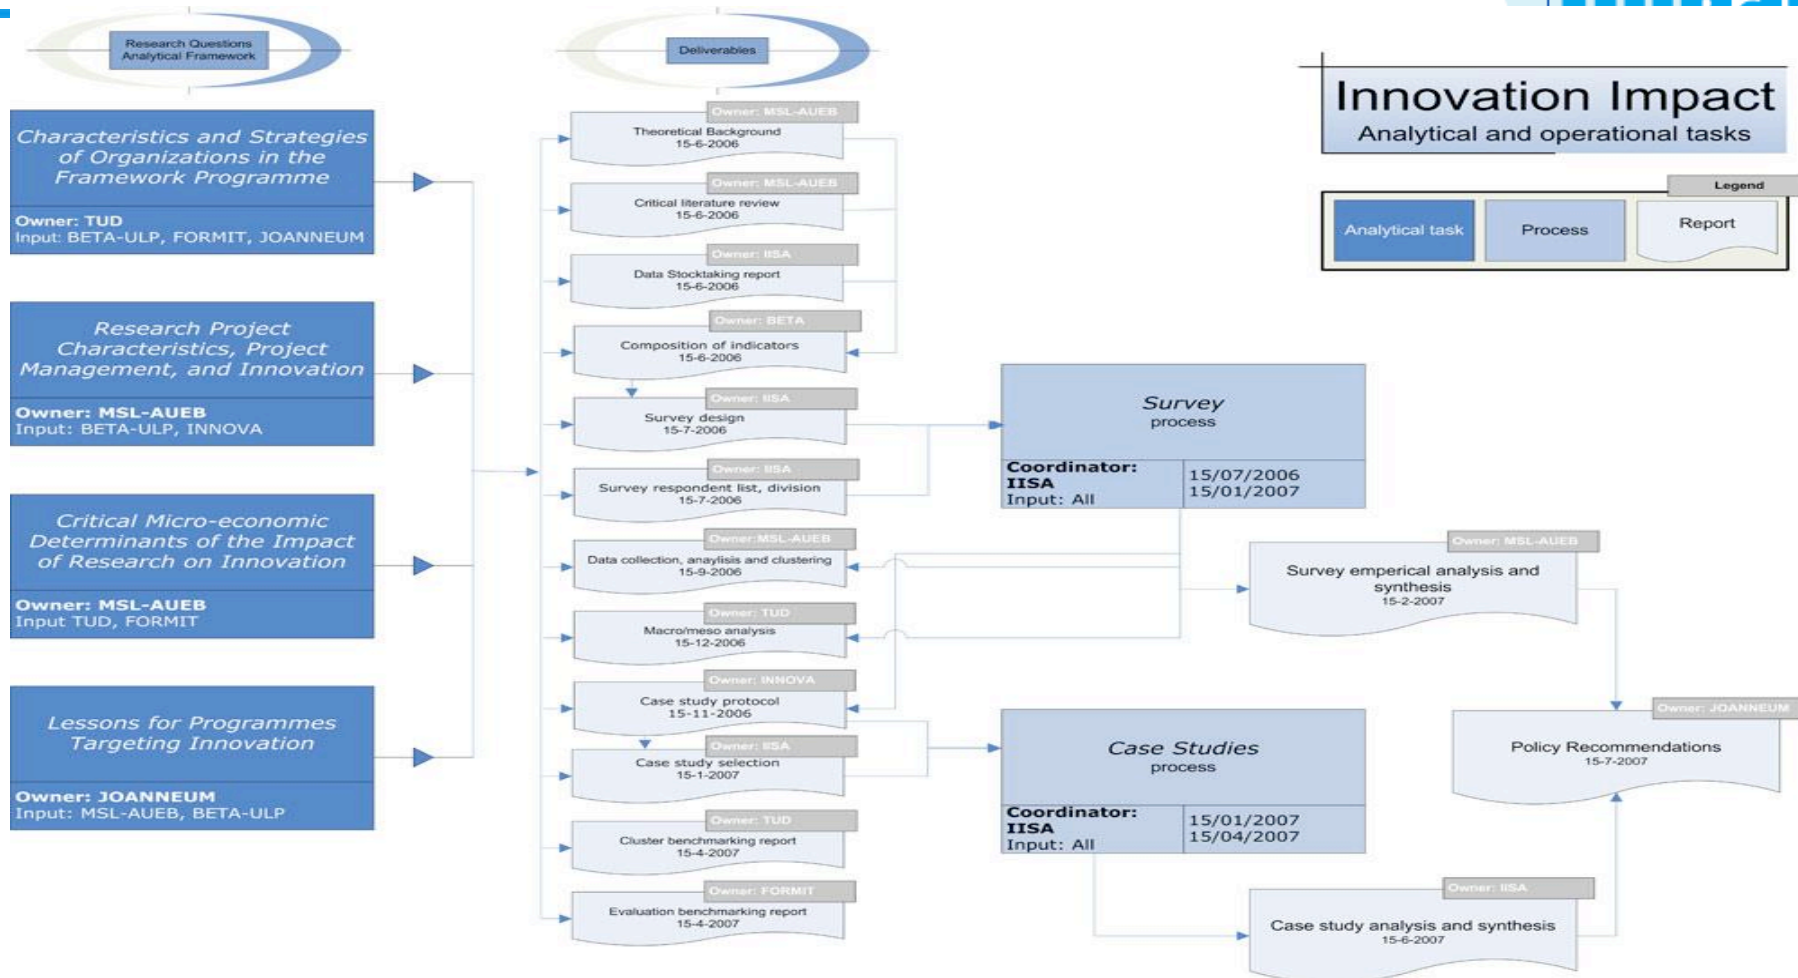 Research Questions
Analytical Framework
Characteristics and Strategies
of Organizations in the
Framework Programme
Owner: TUD
Input: BETA-ULP, FORMIT, JOANNEUM
Research Project
Characteristics, Project
Management, and Innovation
Owner: MSL-AUEB
Input: BETA-ULP, INNOVA
Critical Micro-economic
Determinants of the Impact
of Research on Innovation
Owner: MSL-AUEB
Input TUD, FORMIT
Lessons for Programmes
Targeting Innovation
Owner: JOANNEUM
Input: MSL-AUEB, BETA-ULP
Deliverables
Owner: MSL-AUEB
Theoretical Background
15-6-2006
Owner: MSL-AUEB
Critical literature review
15-6-2006
Owner: IISA
Data Stocktaking report
15-6-2006
Owner: BETA
Composition of indicators
15-6-2006
Owner: IISA
Survey design
15-7-2006
Owner: IISA
Survey respondent list, division
15-7-2006
Owner:MSL-AUEB
Data collection, anaylisis and clustering
15-9-2006
Owner: TUD
Macro/meso analysis
15-12-2006
Owner: INNOVA
Case study protocol
15-11-2006
Owner: IISA
Case study selection
15-1-2007
Owner: TUD
Cluster benchmarking report
15-4-2007
Owner: FORMIT
Evaluation benchmarking report
15-4-2007
Survey
process
Coordinator:
IISA
Input: All
15/07/2006
15/01/2007
Case Studies
process
Coordinator:
IISA
Input: All
15/01/2007
15/04/2007
Innovation Impact
Analytical and operational tasks
Legend
Analytical task
Process
Report
Owner: MSL-AUEB
Survey emperical analysis and
synthesis
15-2-2007
Owner: JOANNEUM
Policy Recommendations
15-7-2007
Owner: IISA
Case study analysis and synthesis
15-6-2007